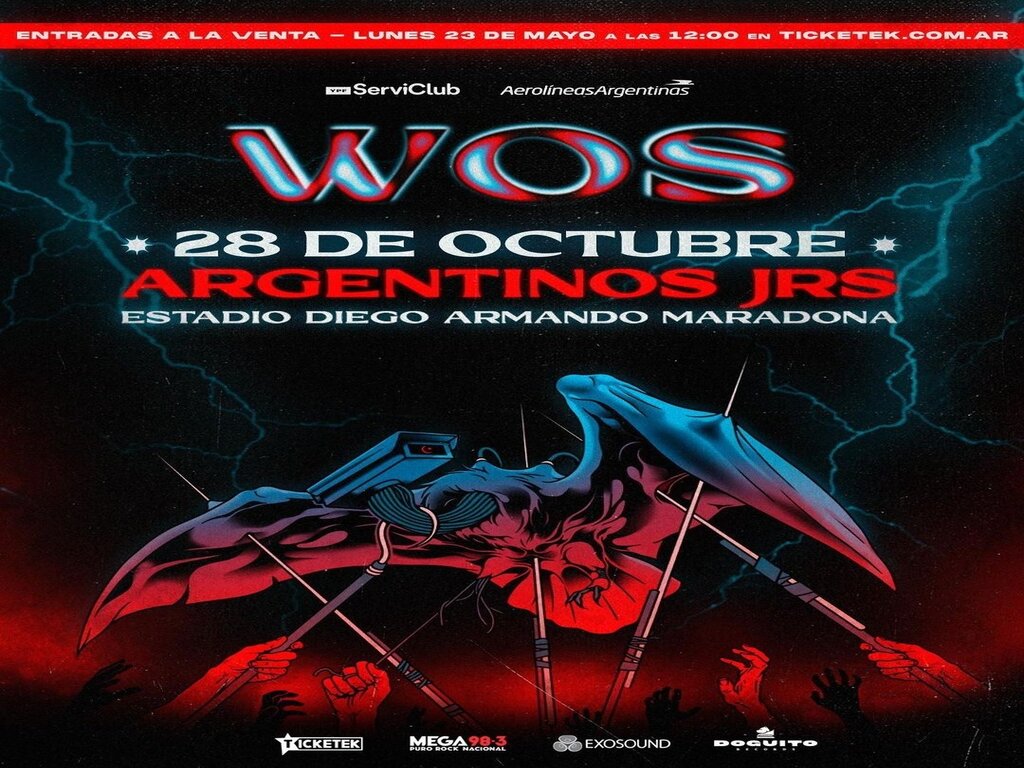 ENTRADAS A LA VENTA – LUNES 23 DE MAYO A LAS 12:00 EN TICKETEK.COM.AR
YPF ServiClub AerolíneasArgentinas
WOS
28 DE OCTUBRE
ARGENTINOS JRS
ESTADIO DIEGO ARMANDO MARADONA
TICKETEK MEGA 98·3 EXOSOUND DOGUITO
PURO ROCK NACIONAL RECORDS